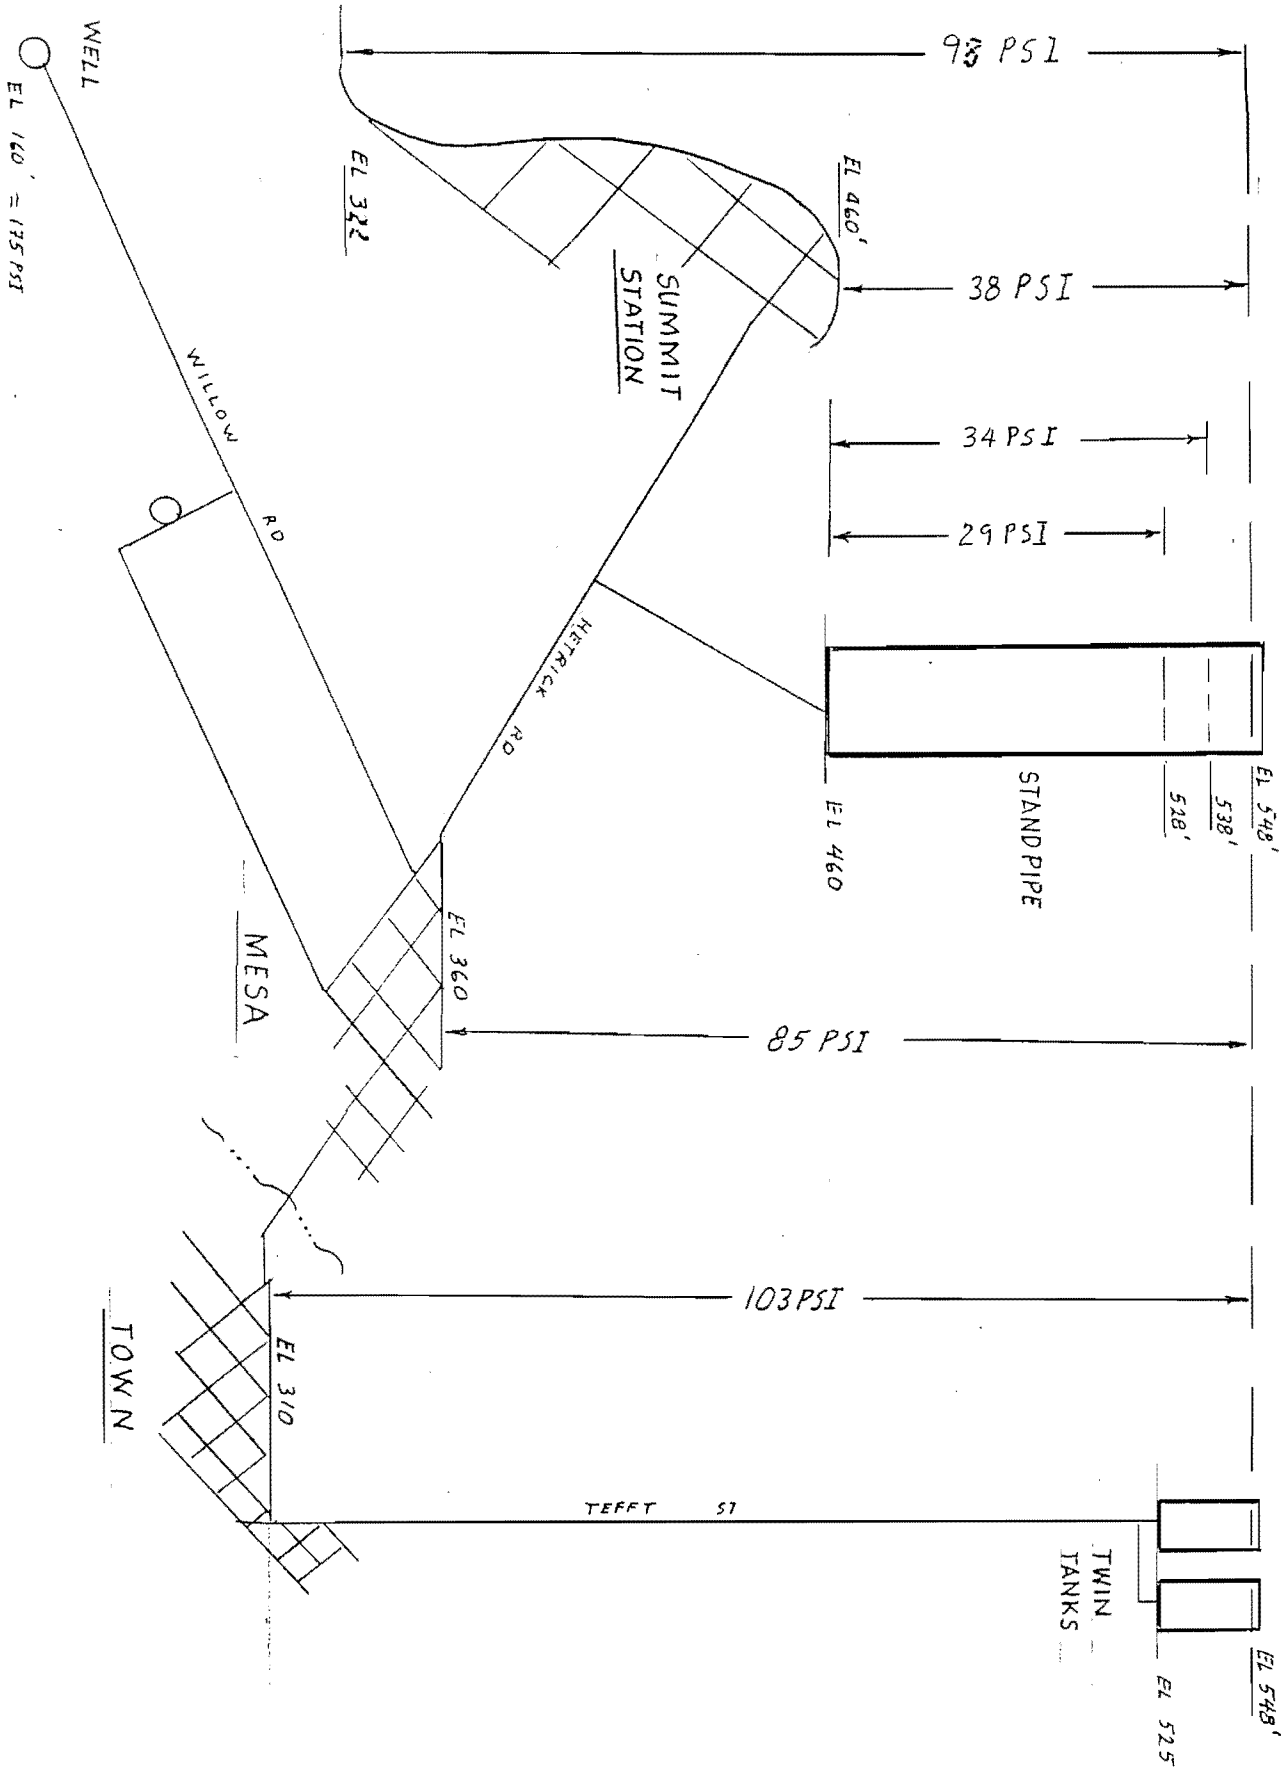 WELL
EL 160' = 175 PSI
98 PSI
EL 322
EL 460'
SUMMIT
STATION
38 PSI
34 PSI
29 PSI
WILLOW RD
HETRICK RD
EL 548'
538'
528'
STANDPIPE
EL 460
MESA
EL 360
85 PSI
103 PSI
TOWN
EL 310
TEFFT ST
TWIN
TANKS
EL 548'
EL 525